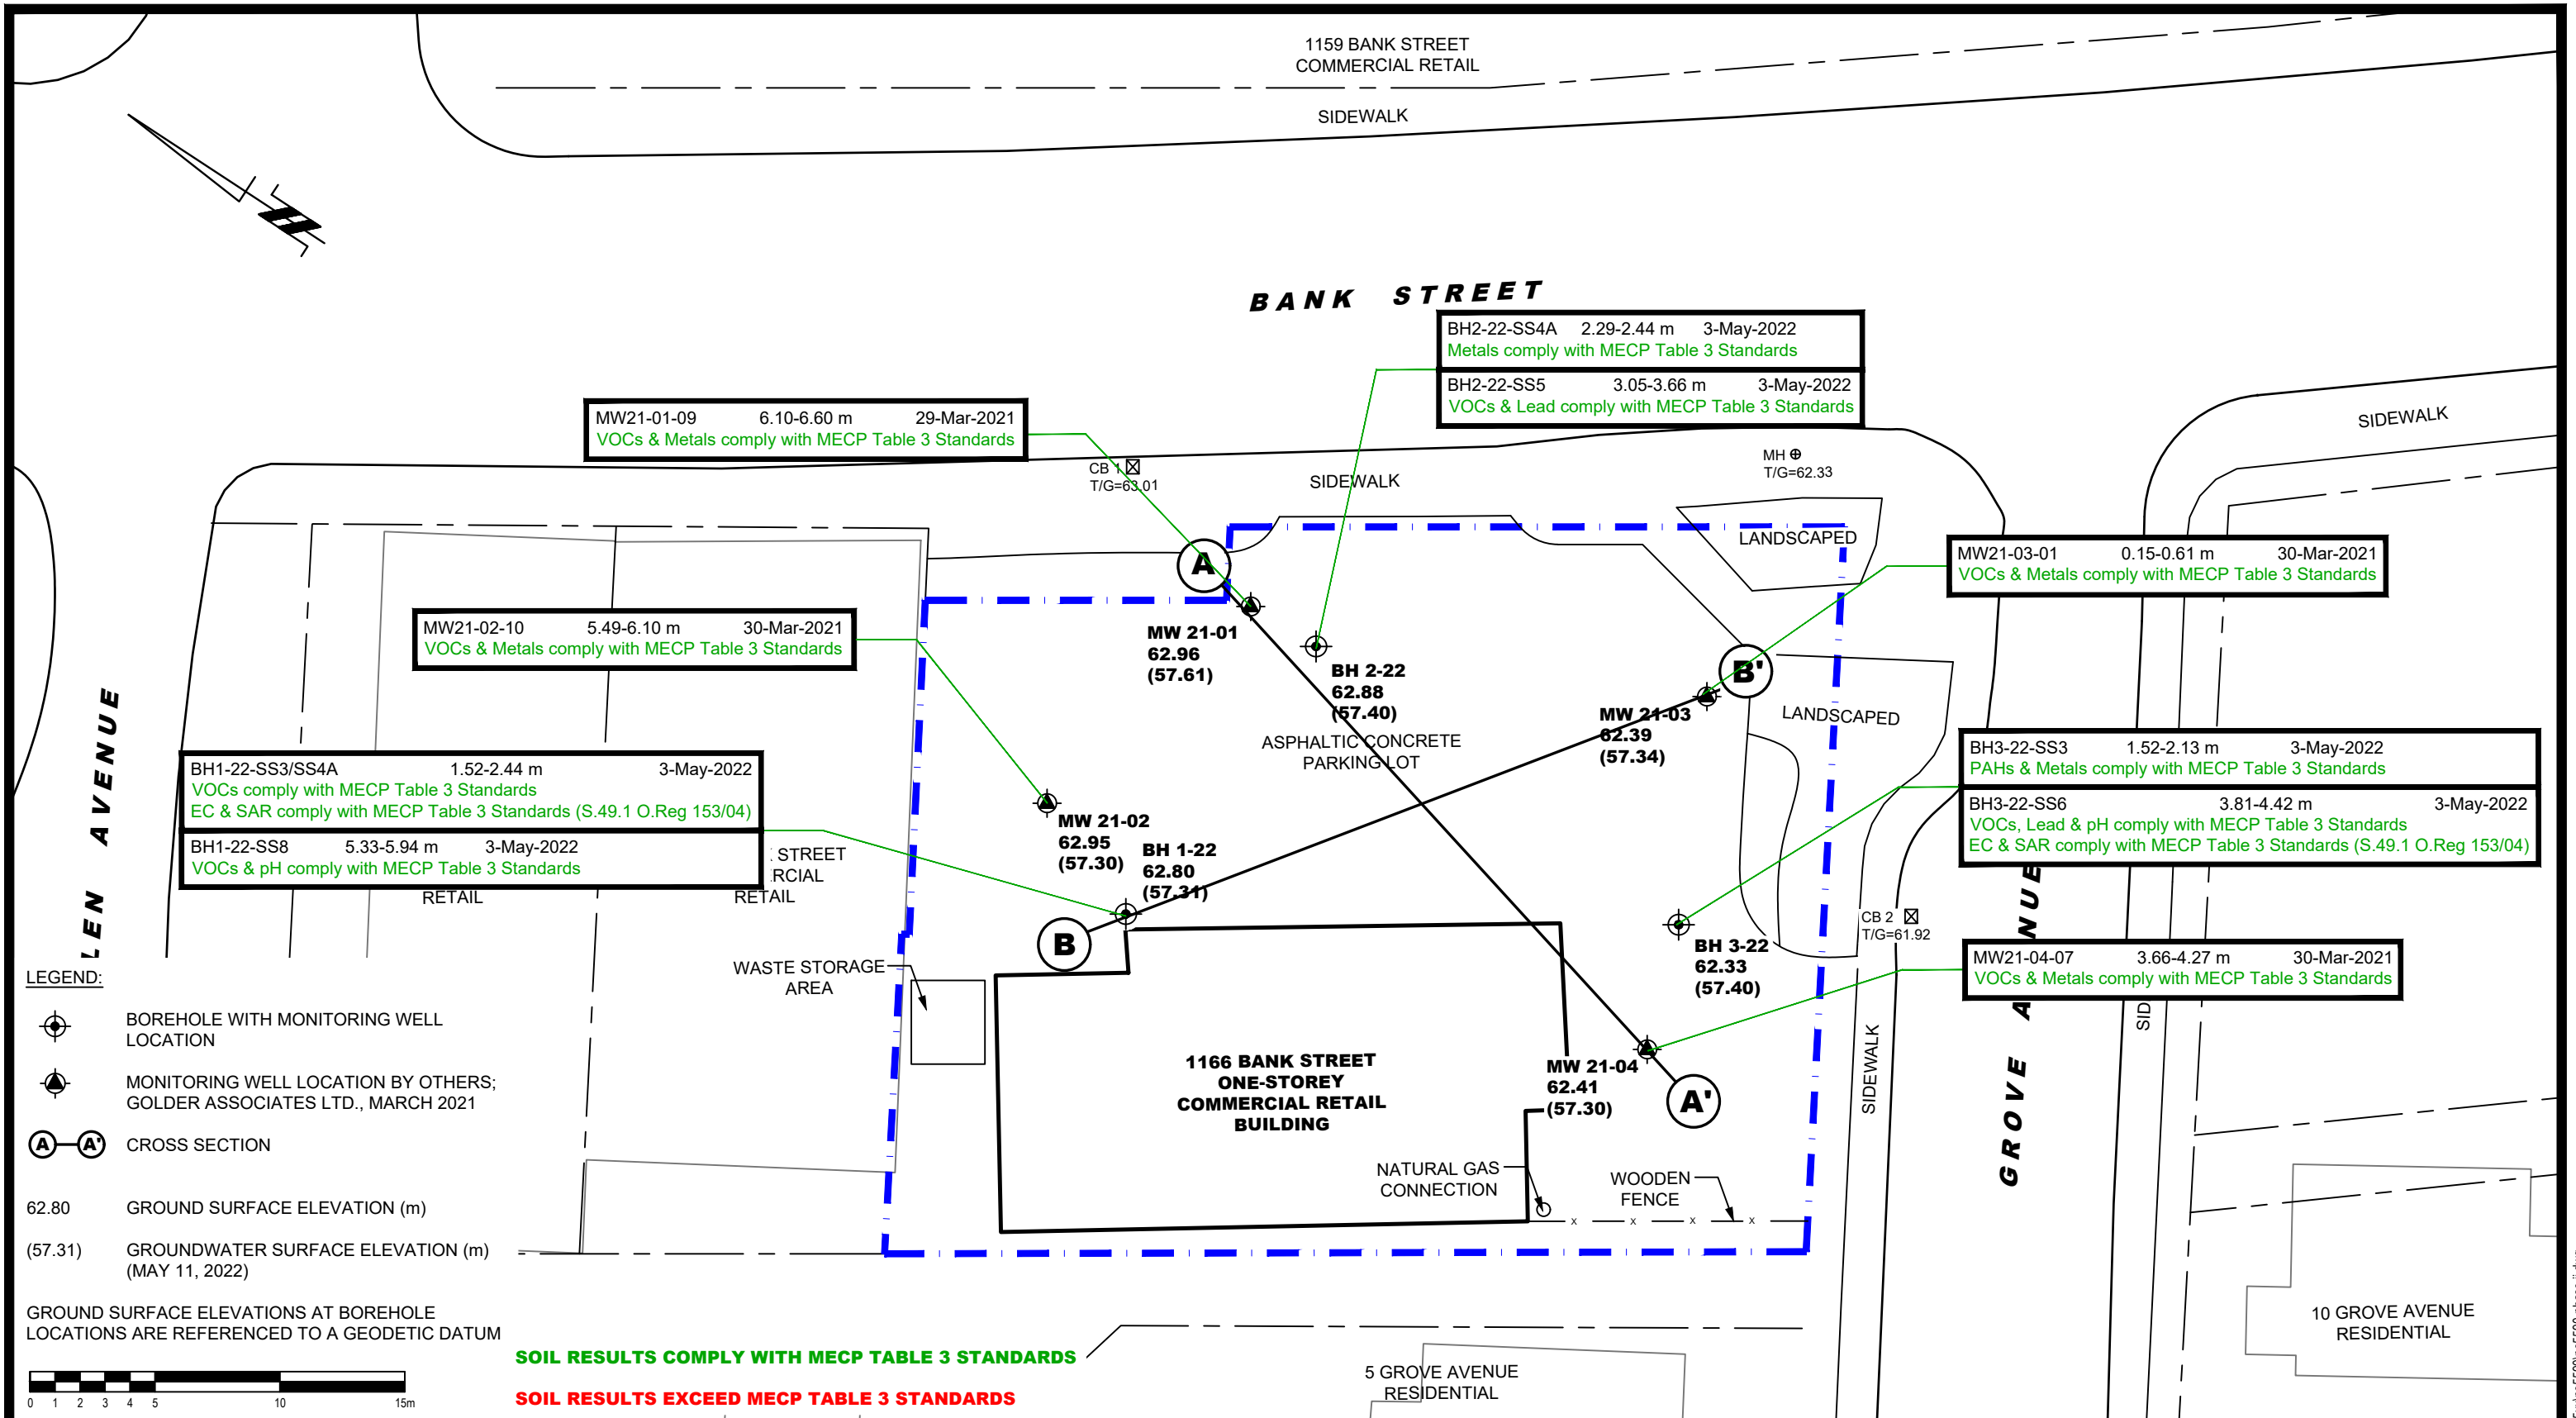 1159 BANK STREET
COMMERCIAL RETAIL
SIDEWALK
BANK STREET
BH2-22-SS4A 2.29-2.44 m 3-May-2022
Metals comply with MECP Table 3 Standards
BH2-22-SS5 3.05-3.66 m 3-May-2022
VOCs & Lead comply with MECP Table 3 Standards
MW21-01-09 6.10-6.60 m 29-Mar-2021
VOCs & Metals comply with MECP Table 3 Standards
SIDEWALK
CB 1
T/G=63.01
SIDEWALK
MH
T/G=62.33
LANDSCAPED
A
MW21-03-01 0.15-0.61 m 30-Mar-2021
VOCs & Metals comply with MECP Table 3 Standards
MW21-02-10 5.49-6.10 m 30-Mar-2021
VOCs & Metals comply with MECP Table 3 Standards
MW 21-01
62.96
(57.61)
BH 2-22
62.88
(57.40)
B'
MW 21-03
62.39
(57.34)
LANDSCAPED
ASPHALTIC CONCRETE
PARKING LOT
BH1-22-SS3/SS4A 1.52-2.44 m 3-May-2022
VOCs comply with MECP Table 3 Standards
EC & SAR comply with MECP Table 3 Standards (S.49.1 O.Reg 153/04)
BH1-22-SS8 5.33-5.94 m 3-May-2022
VOCs & pH comply with MECP Table 3 Standards
BH3-22-SS3 1.52-2.13 m 3-May-2022
PAHs & Metals comply with MECP Table 3 Standards
BH3-22-SS6 3.81-4.42 m 3-May-2022
VOCs, Lead & pH comply with MECP Table 3 Standards
EC & SAR comply with MECP Table 3 Standards (S.49.1 O.Reg 153/04)
MW 21-02
62.95
(57.30)
BH 1-22
62.80
(57.31)
STREET
RCIAL
RETAIL
RETAIL
LEN AVENUE
B
CB 2
T/G=61.92
BH 3-22
62.33
(57.40)
WASTE STORAGE
AREA
MW21-04-07 3.66-4.27 m 30-Mar-2021
VOCs & Metals comply with MECP Table 3 Standards
GROVE A NUE
SID
SIDEWALK
1166 BANK STREET
ONE-STOREY
COMMERCIAL RETAIL
BUILDING
MW 21-04
62.41
(57.30)
A'
NATURAL GAS
CONNECTION
WOODEN
FENCE
x x x x
LEGEND:
BOREHOLE WITH MONITORING WELL
LOCATION
MONITORING WELL LOCATION BY OTHERS;
GOLDER ASSOCIATES LTD., MARCH 2021
A A' CROSS SECTION
62.80 GROUND SURFACE ELEVATION (m)
(57.31) GROUNDWATER SURFACE ELEVATION (m)
(MAY 11, 2022)
GROUND SURFACE ELEVATIONS AT BOREHOLE
LOCATIONS ARE REFERENCED TO A GEODETIC DATUM
0 1 2 3 4 5 10 15m
SOIL RESULTS COMPLY WITH MECP TABLE 3 STANDARDS
SOIL RESULTS EXCEED MECP TABLE 3 STANDARDS
5 GROVE AVENUE
RESIDENTIAL
10 GROVE AVENUE
RESIDENTIAL